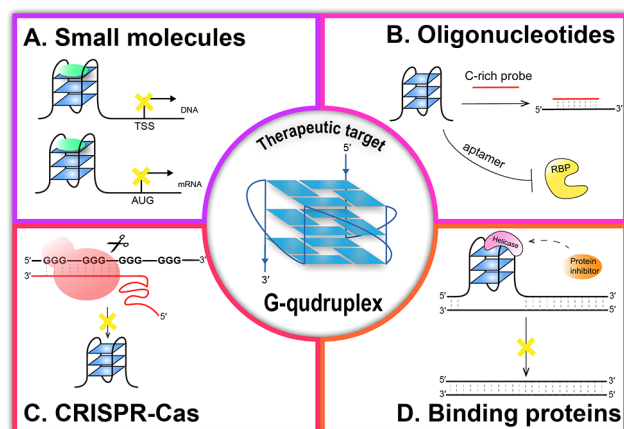 A. Small molecules
DNA
TSS
mRNA
AUG
B. Oligonucleotides
C-rich probe
5′
3′
aptamer
RBP
Therapeutic target
5′
3′
G-qudruplex
5′-GGG—GGG—GGG—GGG—3′
3′
5′
C. CRISPR-Cas
Helicase
Protein
inhibitor
5′ 3′
3′ 5′
5′ 3′
3′ 5′
D. Binding proteins